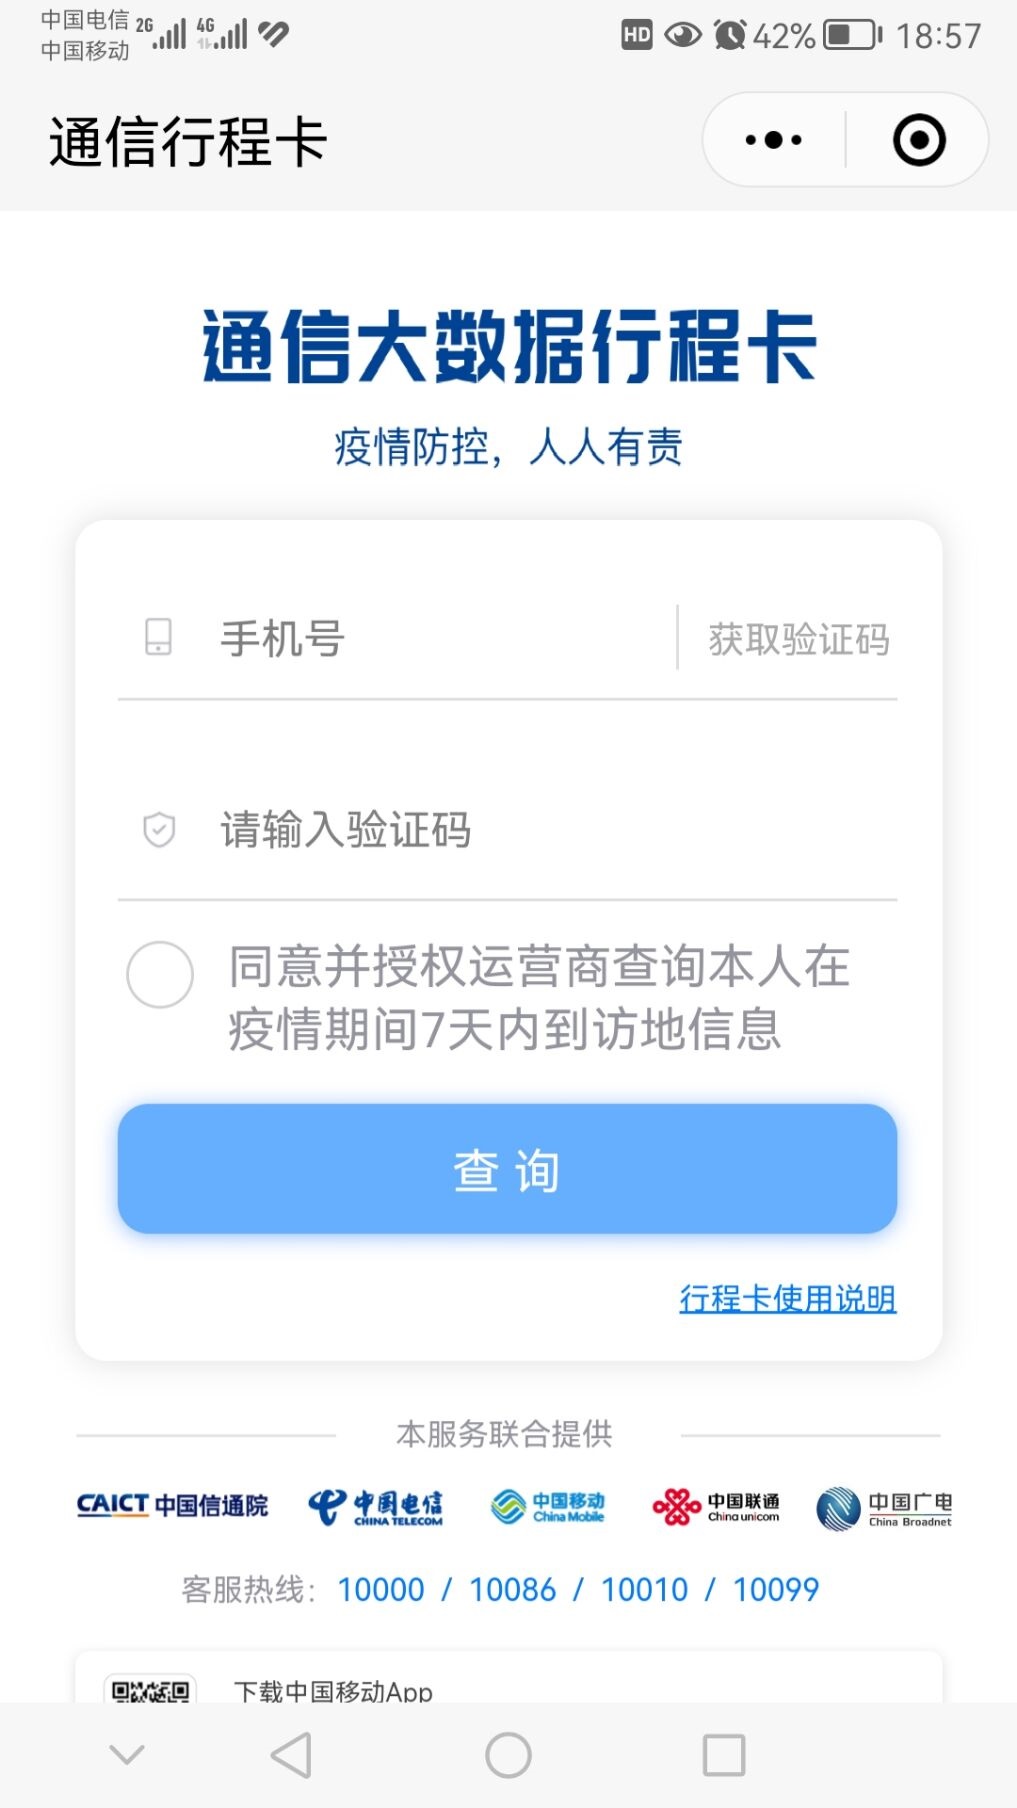 中国电信 2G 4G HD 42% 18:57
中国移动
通信行程卡
通信大数据行程卡
疫情防控，人人有责
手机号 获取验证码
请输入验证码
同意并授权运营商查询本人在
疫情期间7天内到访地信息
查询
行程卡使用说明
本服务联合提供
CAICT 中国信通院 中国电信 CHINA TELECOM 中国移动 China Mobile 中国联通 China unicom 中国广电 China Broadnet
客服热线：10000 / 10086 / 10010 / 10099
下载中国移动App